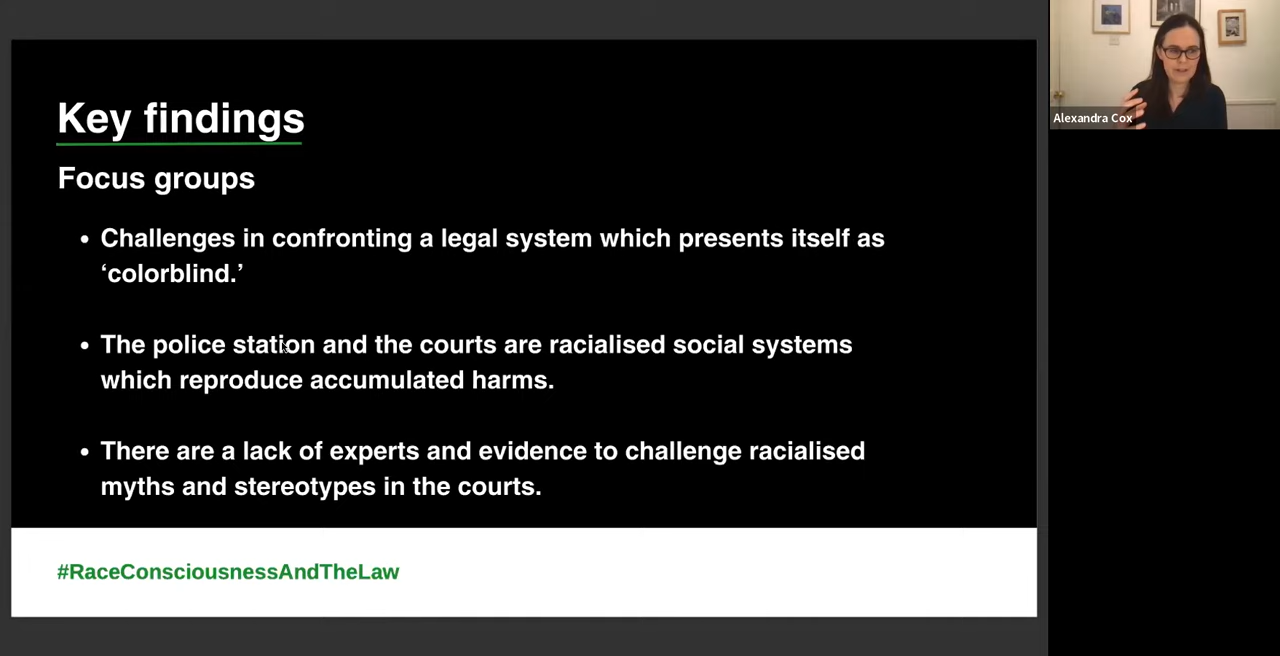 Key findings
Focus groups
• Challenges in confronting a legal system which presents itself as
‘colorblind.’
• The police station and the courts are racialised social systems
which reproduce accumulated harms.
• There are a lack of experts and evidence to challenge racialised
myths and stereotypes in the courts.
#RaceConsciousnessAndTheLaw
Alexandra Cox